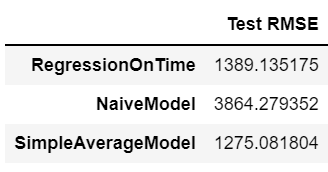 Test RMSE
RegressionOnTime 1389.135175
NaiveModel 3864.279352
SimpleAverageModel 1275.081804